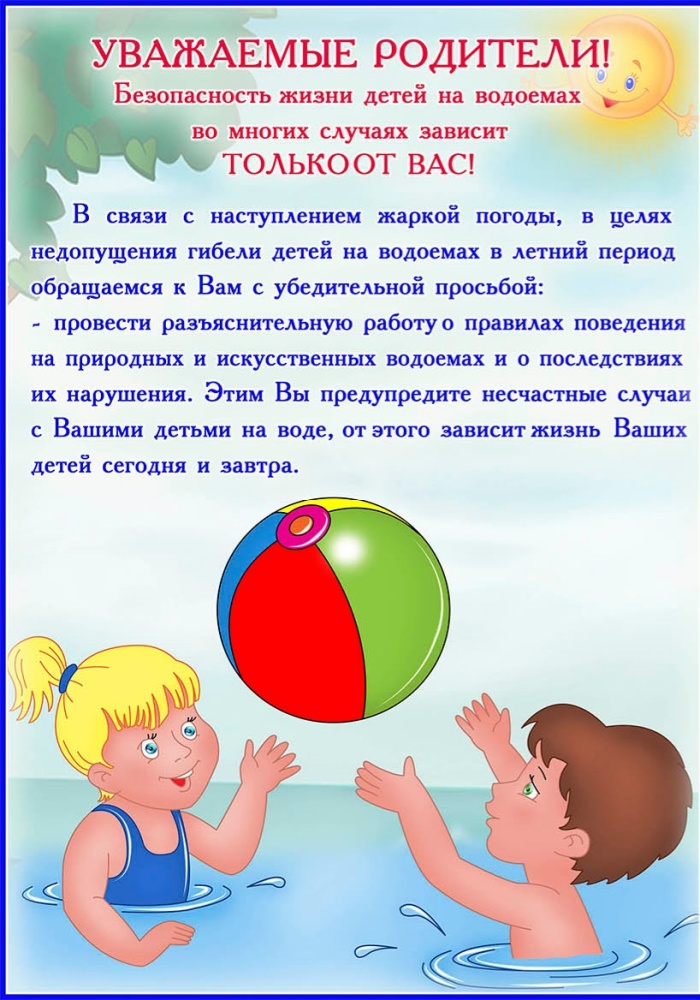 УВАЖАЕМЫЕ РОДИТЕЛИ!
Безопасность жизни детей на водоемах
во многих случаях зависит
ТОЛЬКООТ ВАС!
В связи с наступлением жаркой погоды, в целях
недопущения гибели детей на водоемах в летний период
обращаемся к Вам с убедительной просьбой:
- провести разъяснительную работу о правилах поведения
на природных и искусственных водоемах и о последствиях
их нарушения. Этим Вы предупредите несчастные случаи
с Вашими детьми на воде, от этого зависит жизнь Ваших
детей сегодня и завтра.